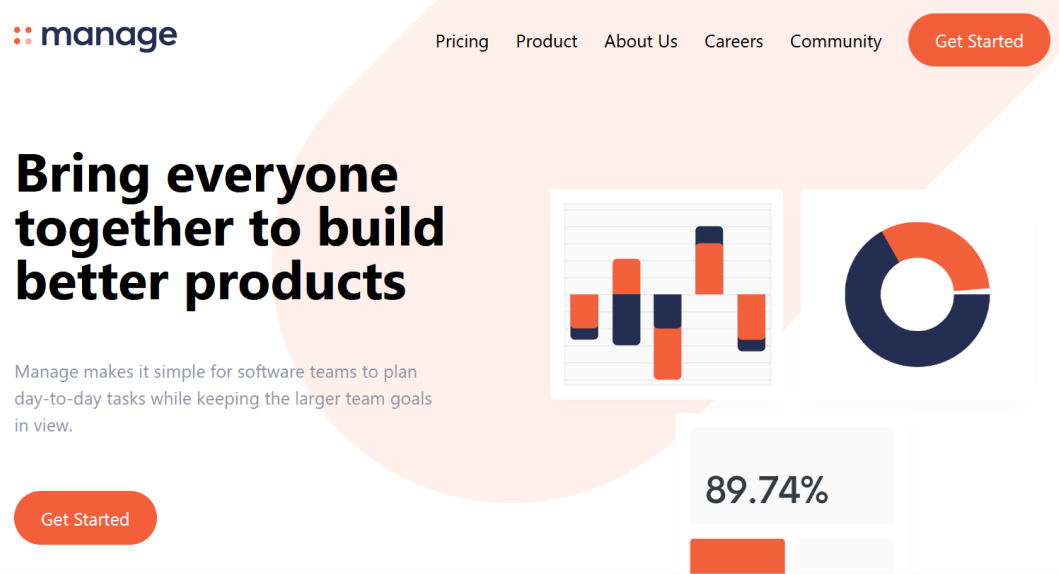 manage
Pricing
Product
About Us
Careers
Community
Get Started
Bring everyone
together to build
better products
Manage makes it simple for software teams to plan
day-to-day tasks while keeping the larger team goals
in view.
Get Started
89.74%